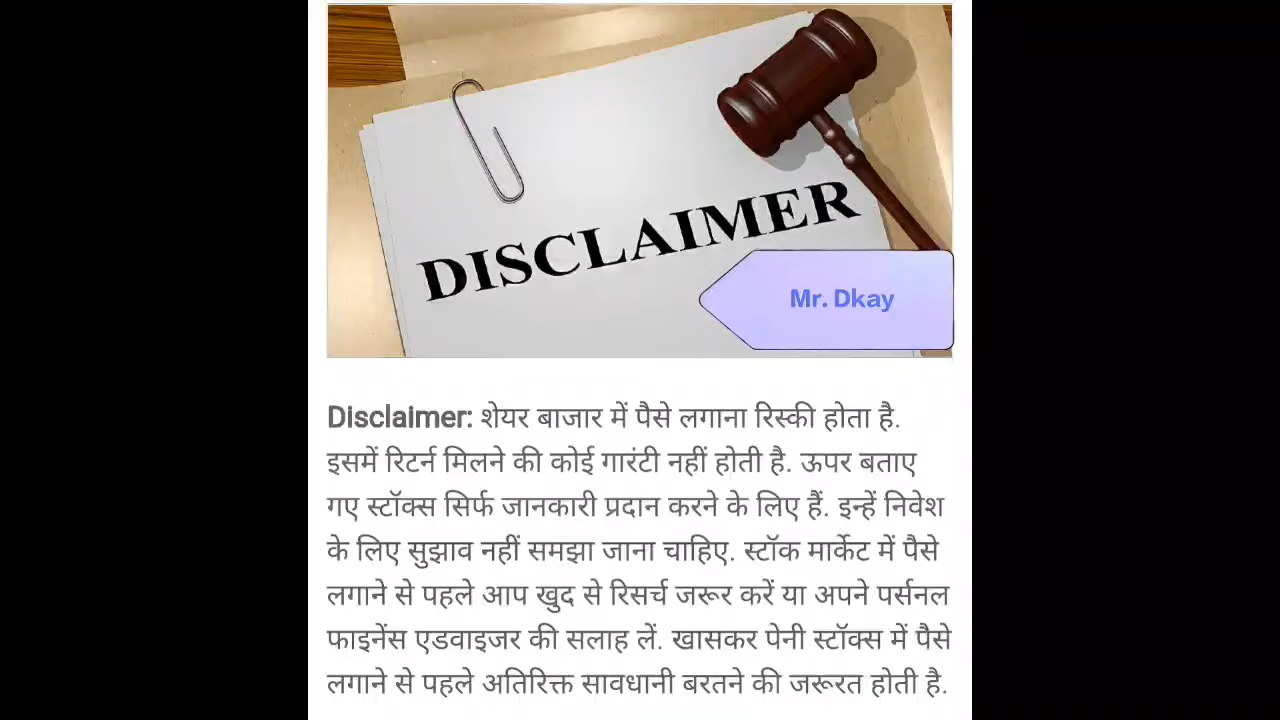 DISCLAIMER
Mr. Dkay
Disclaimer: शेयर बाजार में पैसे लगाना रिस्की होता है.
इसमें रिटर्न मिलने की कोई गारंटी नहीं होती है. ऊपर बताए
गए स्टॉक्स सिर्फ जानकारी प्रदान करने के लिए हैं. इन्हें निवेश
के लिए सुझाव नहीं समझा जाना चाहिए. स्टॉक मार्केट में पैसे
लगाने से पहले आप खुद से रिसर्च जरूर करें या अपने पर्सनल
फाइनेंस एडवाइजर की सलाह लें. खासकर पेनी स्टॉक्स में पैसे
लगाने से पहले अतिरिक्त सावधानी बरतने की जरूरत होती है.